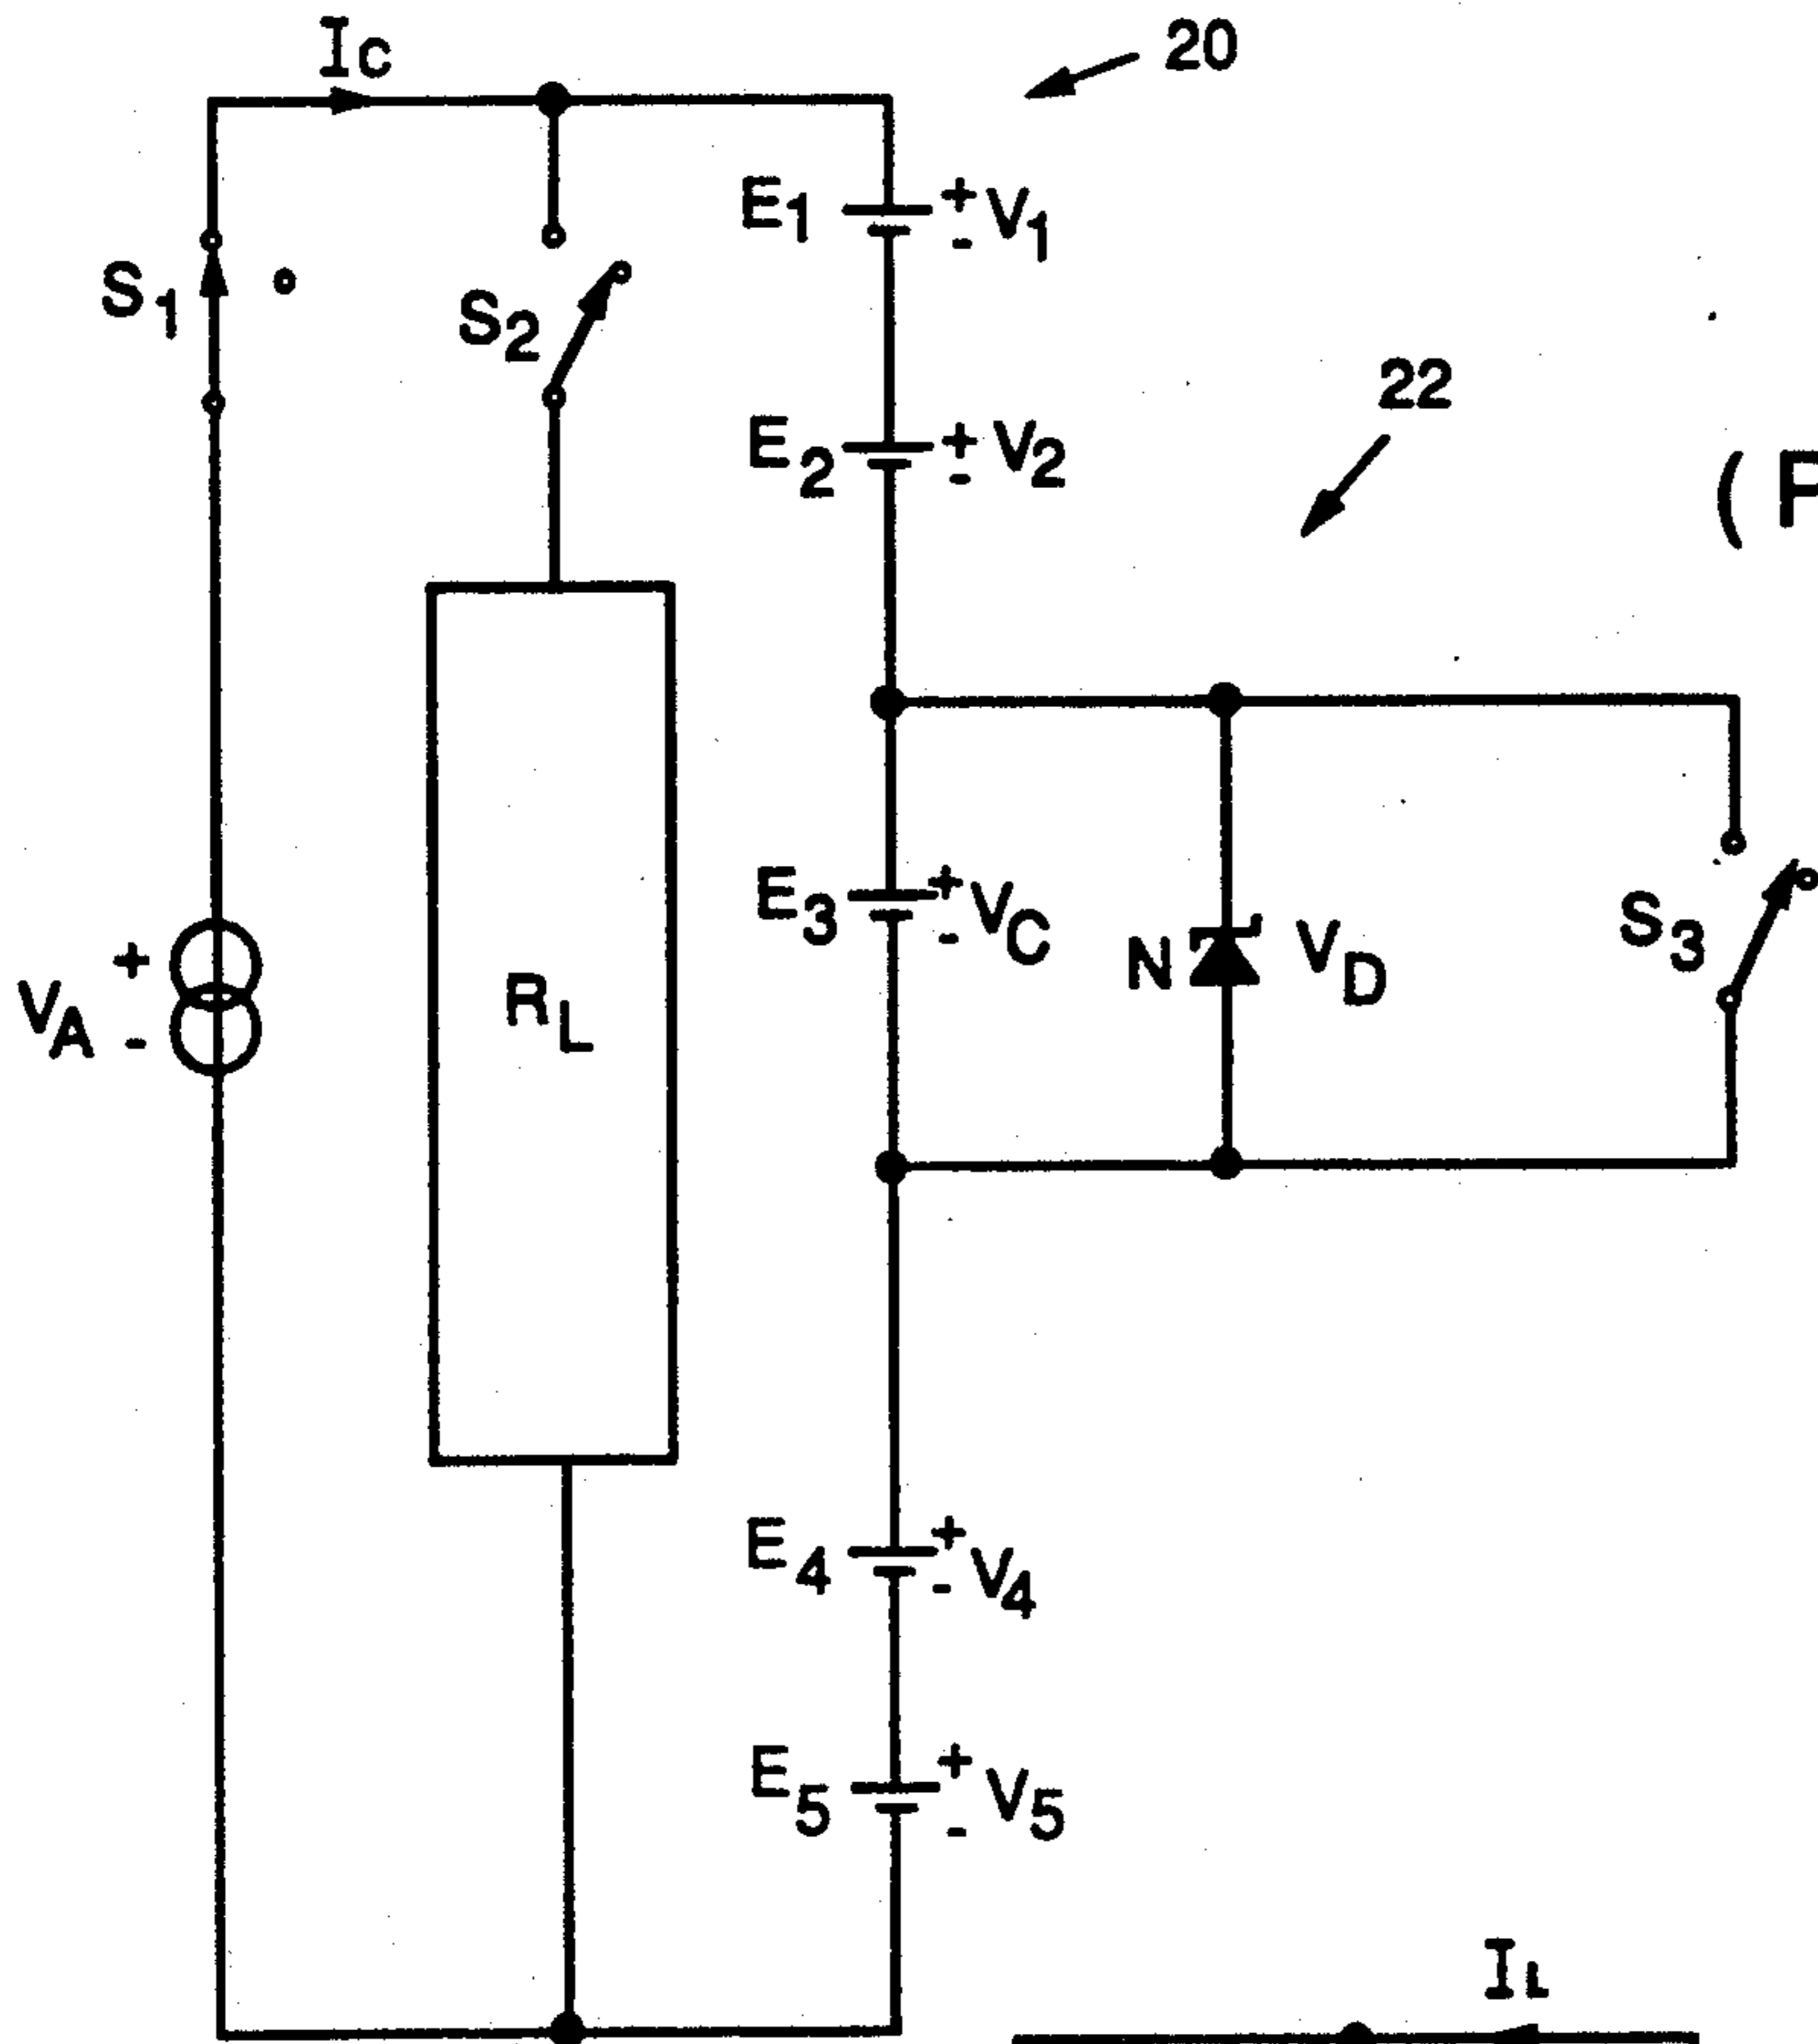 IC
20
E1 + V1 -
S1
S2
22
E2 + V2 -
( P
E3 + VC -
N
VD
S3
VA + -
RL
E4 + V4 -
E5 + V5 -
IL